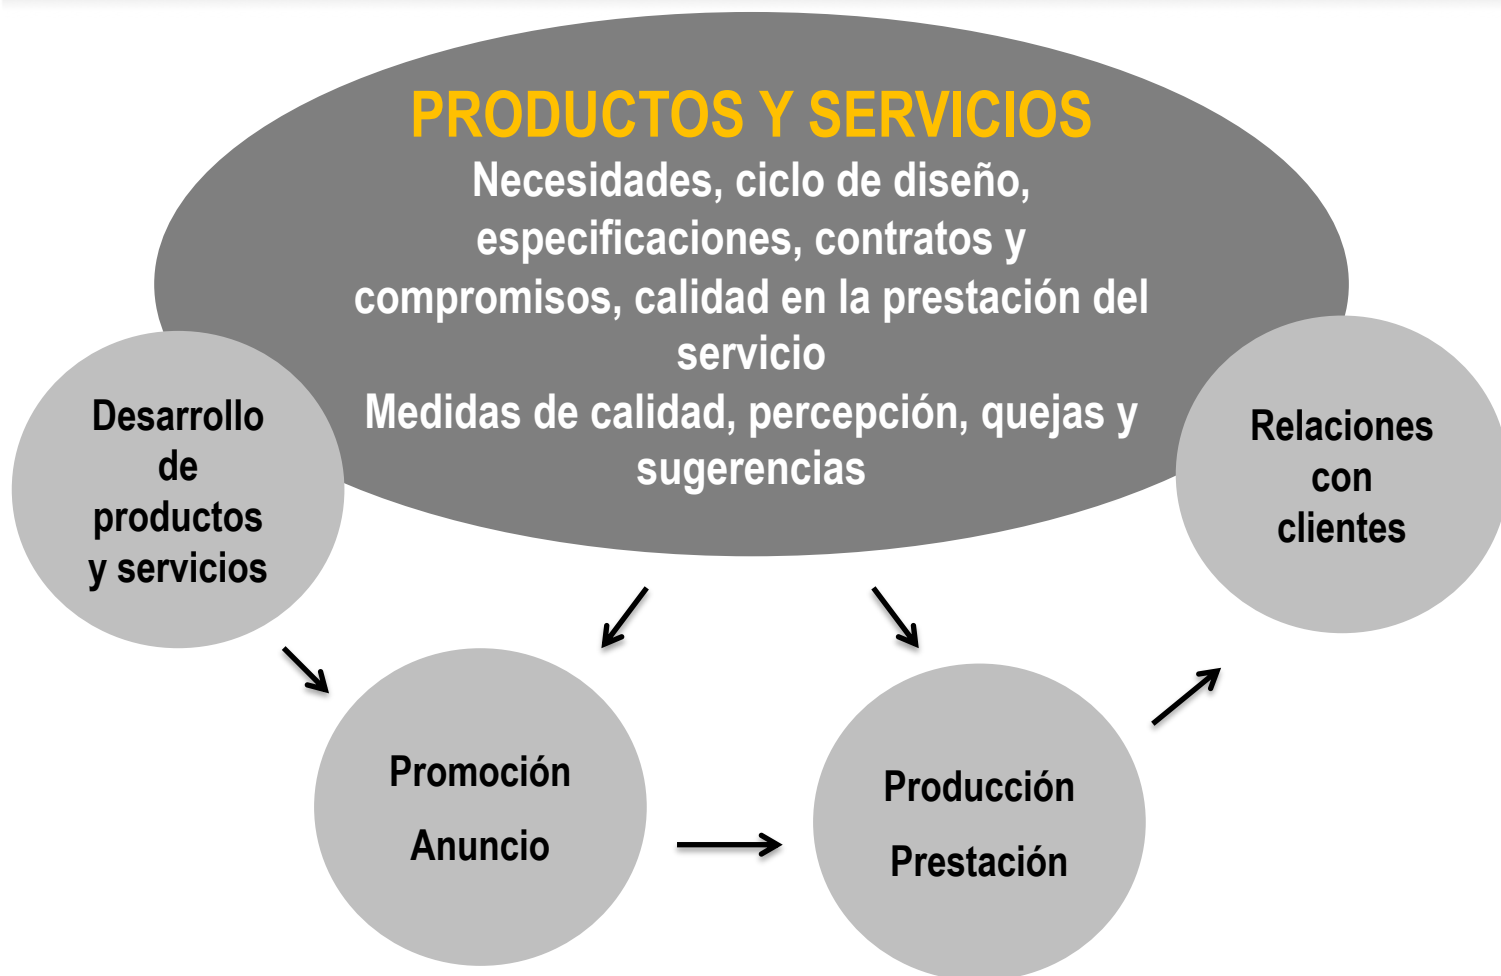 PRODUCTOS Y SERVICIOS
Necesidades, ciclo de diseño,
especificaciones, contratos y
compromisos, calidad en la prestación del
servicio
Medidas de calidad, percepción, quejas y
sugerencias
Desarrollo
de
productos
y servicios
Relaciones
con
clientes
Promoción
Anuncio
Producción
Prestación